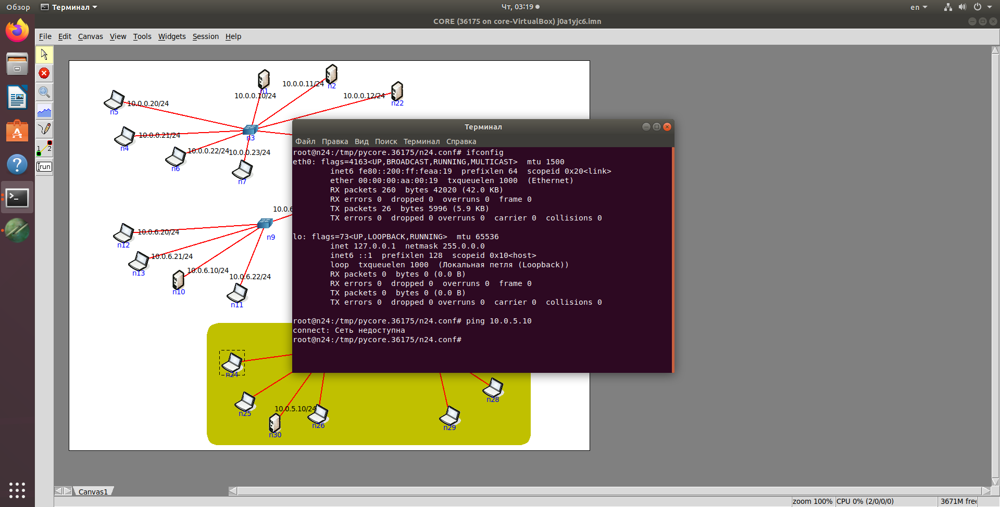 Обзор
Терминал
Чт, 03:19
en
CORE (36175 on core-VirtualBox) j0a1yjc6.imn
File Edit Canvas View Tools Widgets Session Help
1 2
run
n1
10.0.0.10/24
10.0.0.11/24
n2
10.0.0.12/24
n22
10.0.0.20/24
n5
10.0.0.21/24
n4
n3
10.0.0.22/24
n6
10.0.0.23/24
n7
Терминал
Файл Правка Вид Поиск Терминал Справка
root@n24:/tmp/pycore.36175/n24.conf# ifconfig
eth0: flags=4163<UP,BROADCAST,RUNNING,MULTICAST>  mtu 1500
inet6 fe80::200:ff:feaa:19  prefixlen 64  scopeid 0x20<link>
ether 00:00:00:aa:00:19  txqueuelen 1000  (Ethernet)
RX packets 260  bytes 42020 (42.0 KB)
RX errors 0  dropped 0  overruns 0  frame 0
TX packets 26  bytes 5996 (5.9 KB)
TX errors 0  dropped 0 overruns 0  carrier 0  collisions 0
lo: flags=73<UP,LOOPBACK,RUNNING>  mtu 65536
inet 127.0.0.1  netmask 255.0.0.0
inet6 ::1  prefixlen 128  scopeid 0x10<host>
loop  txqueuelen 1000  (Локальная петля (Loopback))
RX packets 0  bytes 0 (0.0 B)
RX errors 0  dropped 0  overruns 0  frame 0
TX packets 0  bytes 0 (0.0 B)
TX errors 0  dropped 0 overruns 0  carrier 0  collisions 0
root@n24:/tmp/pycore.36175/n24.conf# ping 10.0.5.10
connect: Сеть недоступна
root@n24:/tmp/pycore.36175/n24.conf#
10.0.6
n9
10.0.6.20/24
n12
10.0.6.21/24
n13
10.0.6.10/24
n10
10.0.6.22/24
n11
n24
n25
10.0.5.10/24
n30
n26
n28
n29
Canvas1
zoom 100%
CPU 0% (2/0/0/0)
3671M free